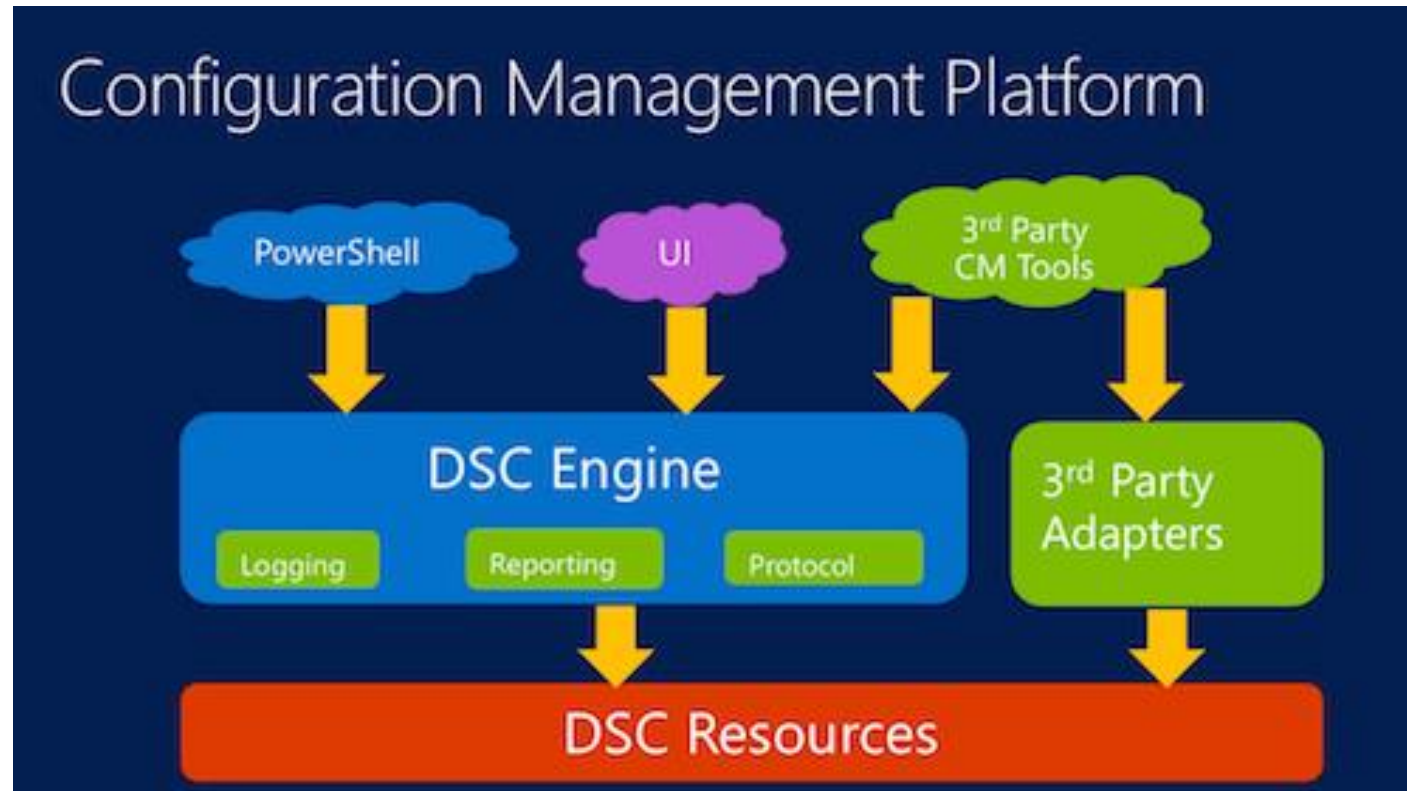 Configuration Management Platform
PowerShell
UI
3rd Party
CM Tools
DSC Engine
Logging
Reporting
Protocol
3rd Party
Adapters
DSC Resources